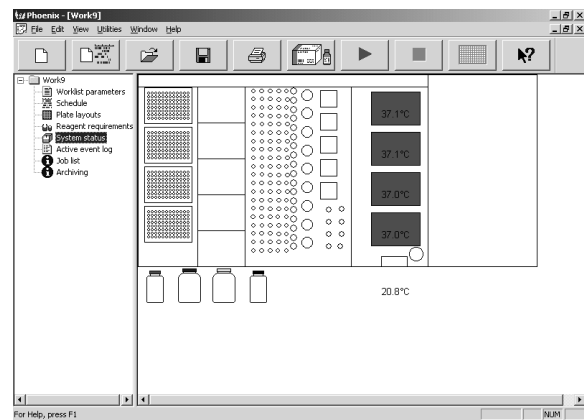 Phoenix - [Work9]
File Edit View Utilities Window Help
Work9
Worklist parameters
Schedule
Plate layouts
Reagent requirements
System status
Active event log
Job list
Archiving
37.1°C
37.1°C
37.0°C
37.0°C
20.8°C
For Help, press F1
NUM